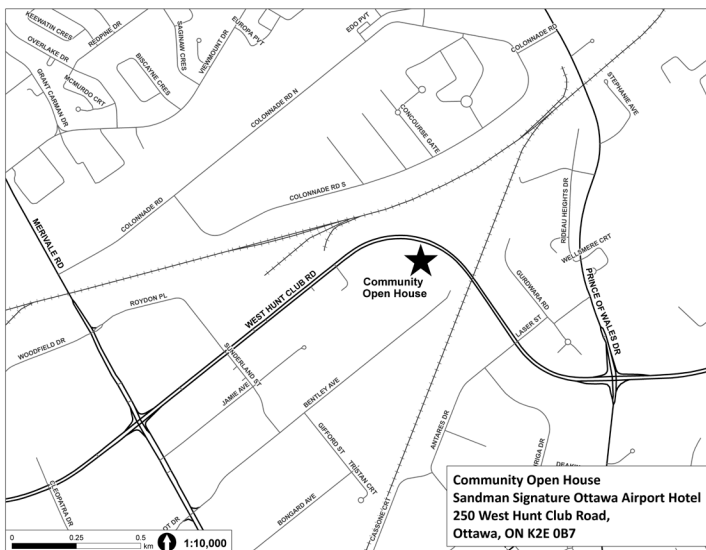 KEEWATIN CRES
REDPINE DR
OVERLAKE DR
SAGINAW CRES
EUROPA PVT
VIEWMOUNT DR
EDO PVT
COLONNADE RD
BISCAYNE CRES
MCMURDO CRT
GRANT CARMAN DR
STEPHANIE AVE
COLONNADE RD N
CONCOURSE GATE
COLONNADE RD S
COLONNADE RD
RIDEAU HEIGHTS DR
MERIVALE RD
WELLSMERE CRT
Community
Open House
WEST HUNT CLUB RD
GURDWARA RD
PRINCE OF WALES DR
ROYDON PL
LASER ST
WOODFIELD DR
SUNDERLAND ST
JAMIE AVE
BENTLEY AVE
GIFFORD ST
ANTARES DR
TRISTAN CRT
CLEOPATRA DR
BONGARD AVE
CASSONE CRT
Community Open House
Sandman Signature Ottawa Airport Hotel
250 West Hunt Club Road,
Ottawa, ON K2E 0B7
0 0.25 0.5
km
1:10,000